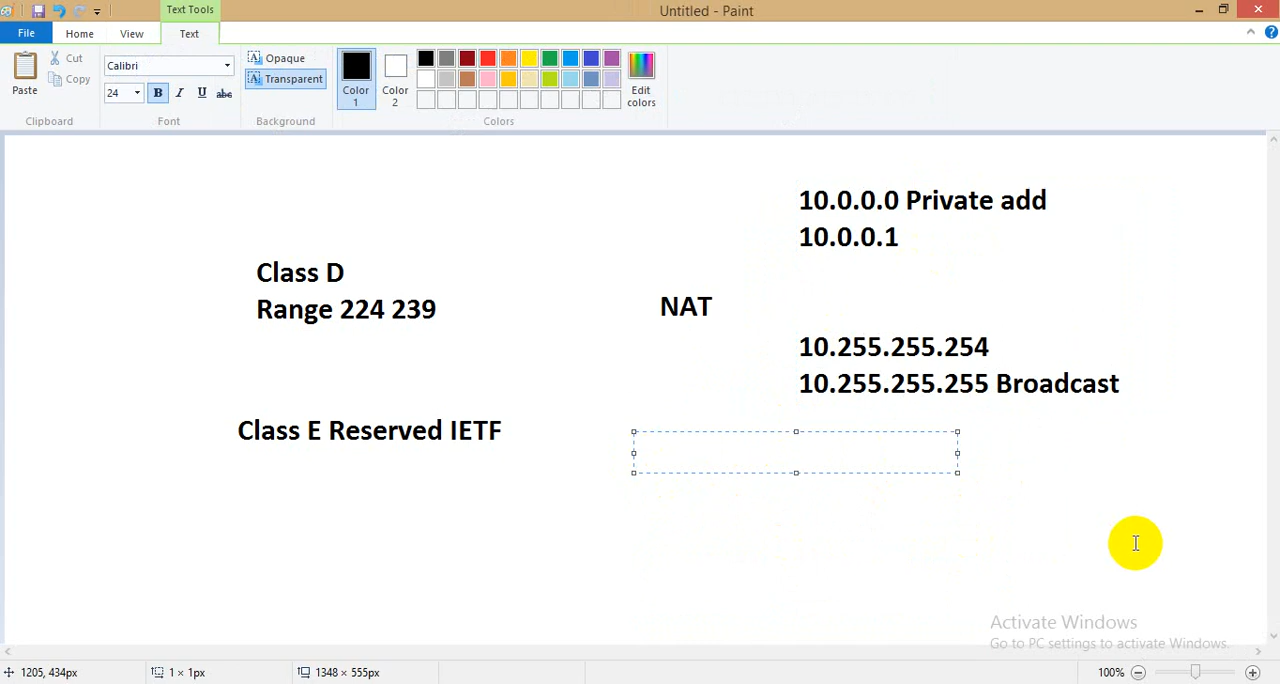 Text Tools
Untitled - Paint
File
Home
View
Text
Paste
Cut
Copy
Clipboard
Calibri
24
B
I
U
abc
Font
Opaque
Transparent
Background
Color 1
Color 2
Edit colors
Colors
10.0.0.0 Private add
10.0.0.1
Class D
Range 224 239
NAT
10.255.255.254
10.255.255.255 Broadcast
Class E Reserved IETF
Activate Windows
Go to PC settings to activate Windows.
1205, 434px
1 × 1px
1348 × 555px
100%